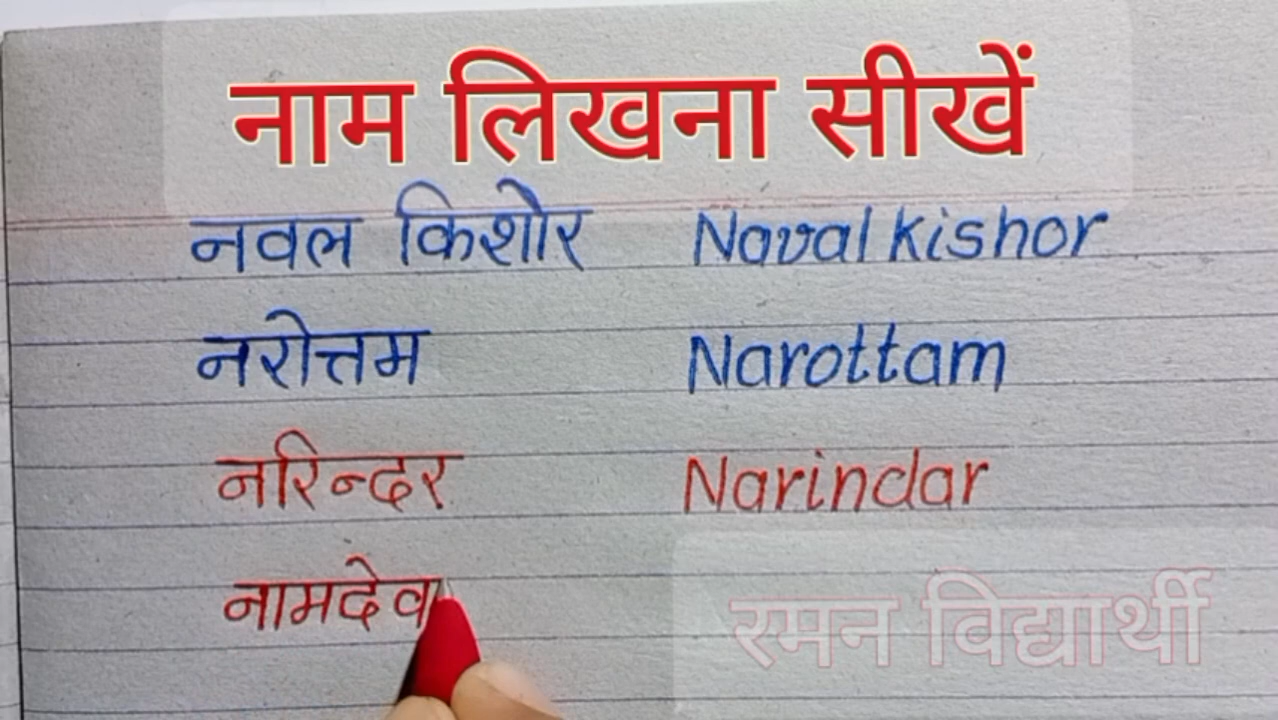 नाम लिखना सीखें
नवल किशोर Naval kishor
नरोत्तम Narottam
नरिन्दर Narindar
नामदेव
रमन विद्यार्थी